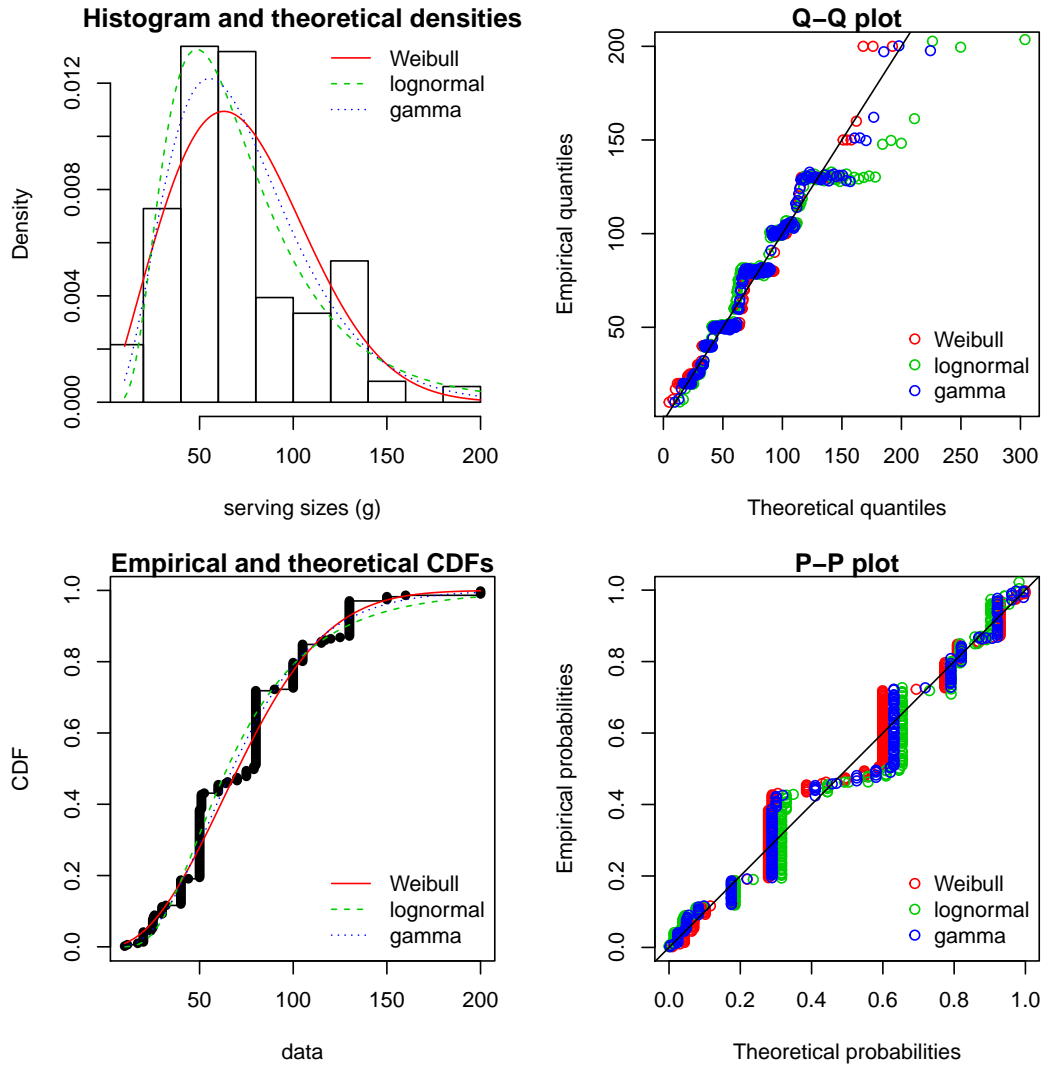 Histogram and theoretical densities
Density
0.000
0.004
0.008
0.012
Weibull
lognormal
gamma
50
100
150
200
serving sizes (g)
Q−Q plot
Empirical quantiles
50
100
150
200
Weibull
lognormal
gamma
0
50
100
150
200
250
300
Theoretical quantiles
Empirical and theoretical CDFs
CDF
0.0
0.2
0.4
0.6
0.8
1.0
Weibull
lognormal
gamma
50
100
150
200
data
P−P plot
Empirical probabilities
0.0
0.2
0.4
0.6
0.8
1.0
Weibull
lognormal
gamma
0.0
0.2
0.4
0.6
0.8
1.0
Theoretical probabilities